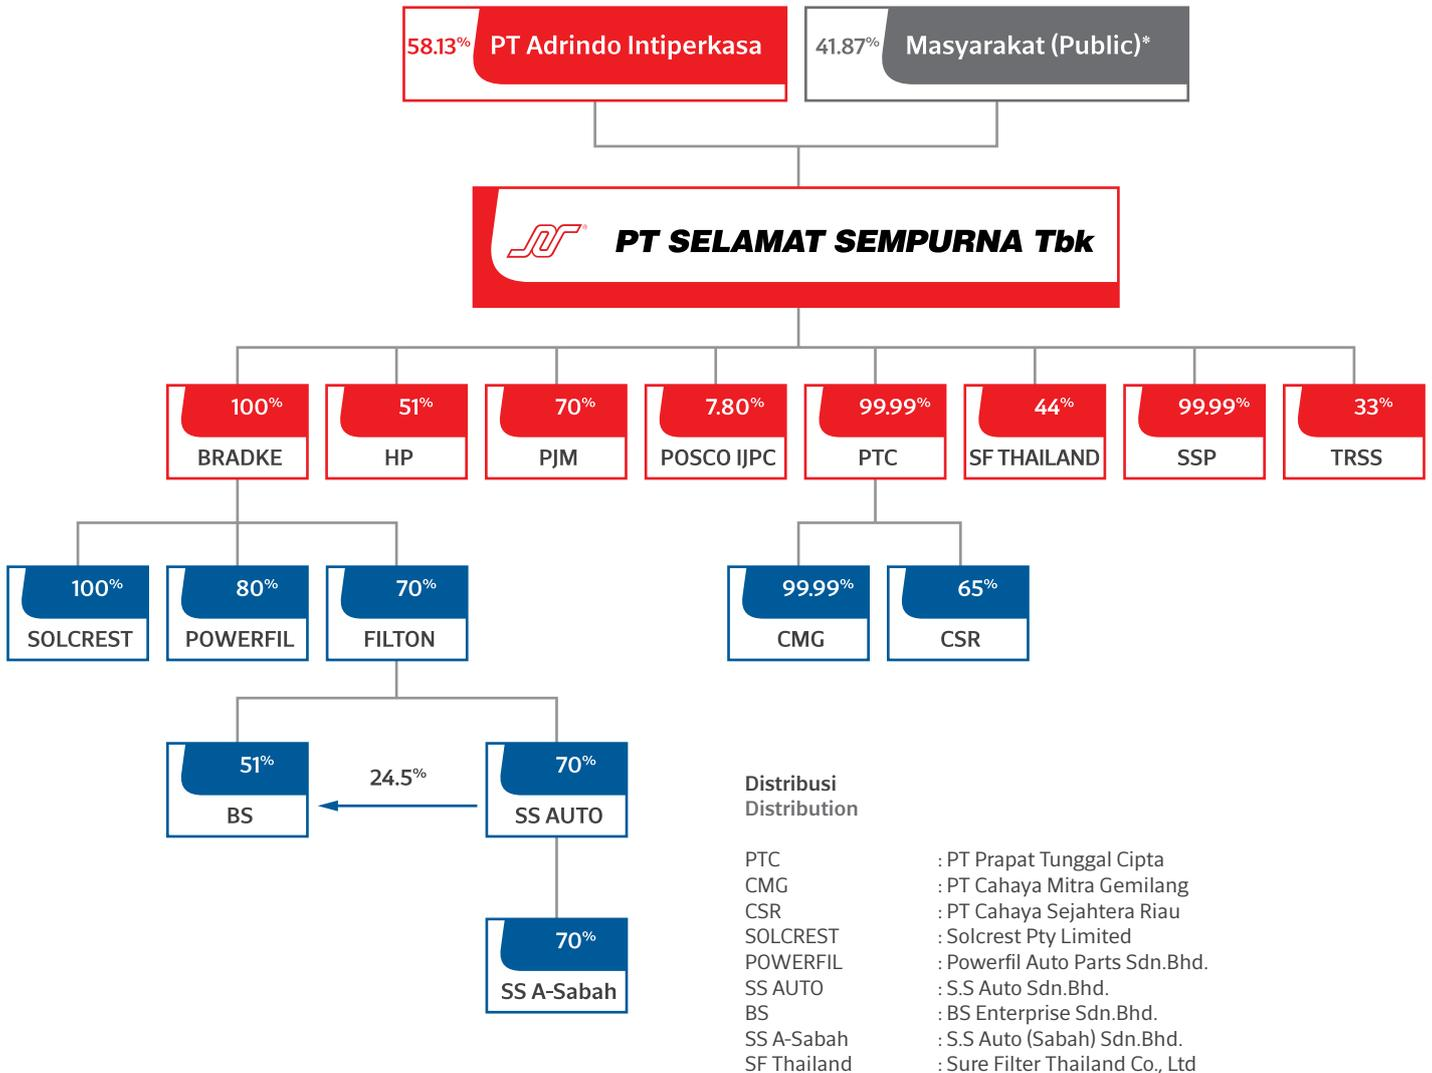 58.13% PT Adrindo Intiperkasa
41.87% Masyarakat (Public)*
PT SELAMAT SEMPURNA Tbk
100% 51% 70% 7.80% 99.99% 44% 99.99% 33%
BRADKE HP PJM POSCO IJPC PTC SF THAILAND SSP TRSS
100% 80% 70% 99.99% 65%
SOLCREST POWERFIL FILTON CMG CSR
51% 24.5% 70%
BS SS AUTO
70%
SS A-Sabah
Distribusi
Distribution
PTC : PT Prapat Tunggal Cipta
CMG : PT Cahaya Mitra Gemilang
CSR : PT Cahaya Sejahtera Riau
SOLCREST : Solcrest Pty Limited
POWERFIL : Powerfil Auto Parts Sdn.Bhd.
SS AUTO : S.S Auto Sdn.Bhd.
BS : BS Enterprise Sdn.Bhd.
SS A-Sabah : S.S Auto (Sabah) Sdn.Bhd.
SF Thailand : Sure Filter Thailand Co., Ltd